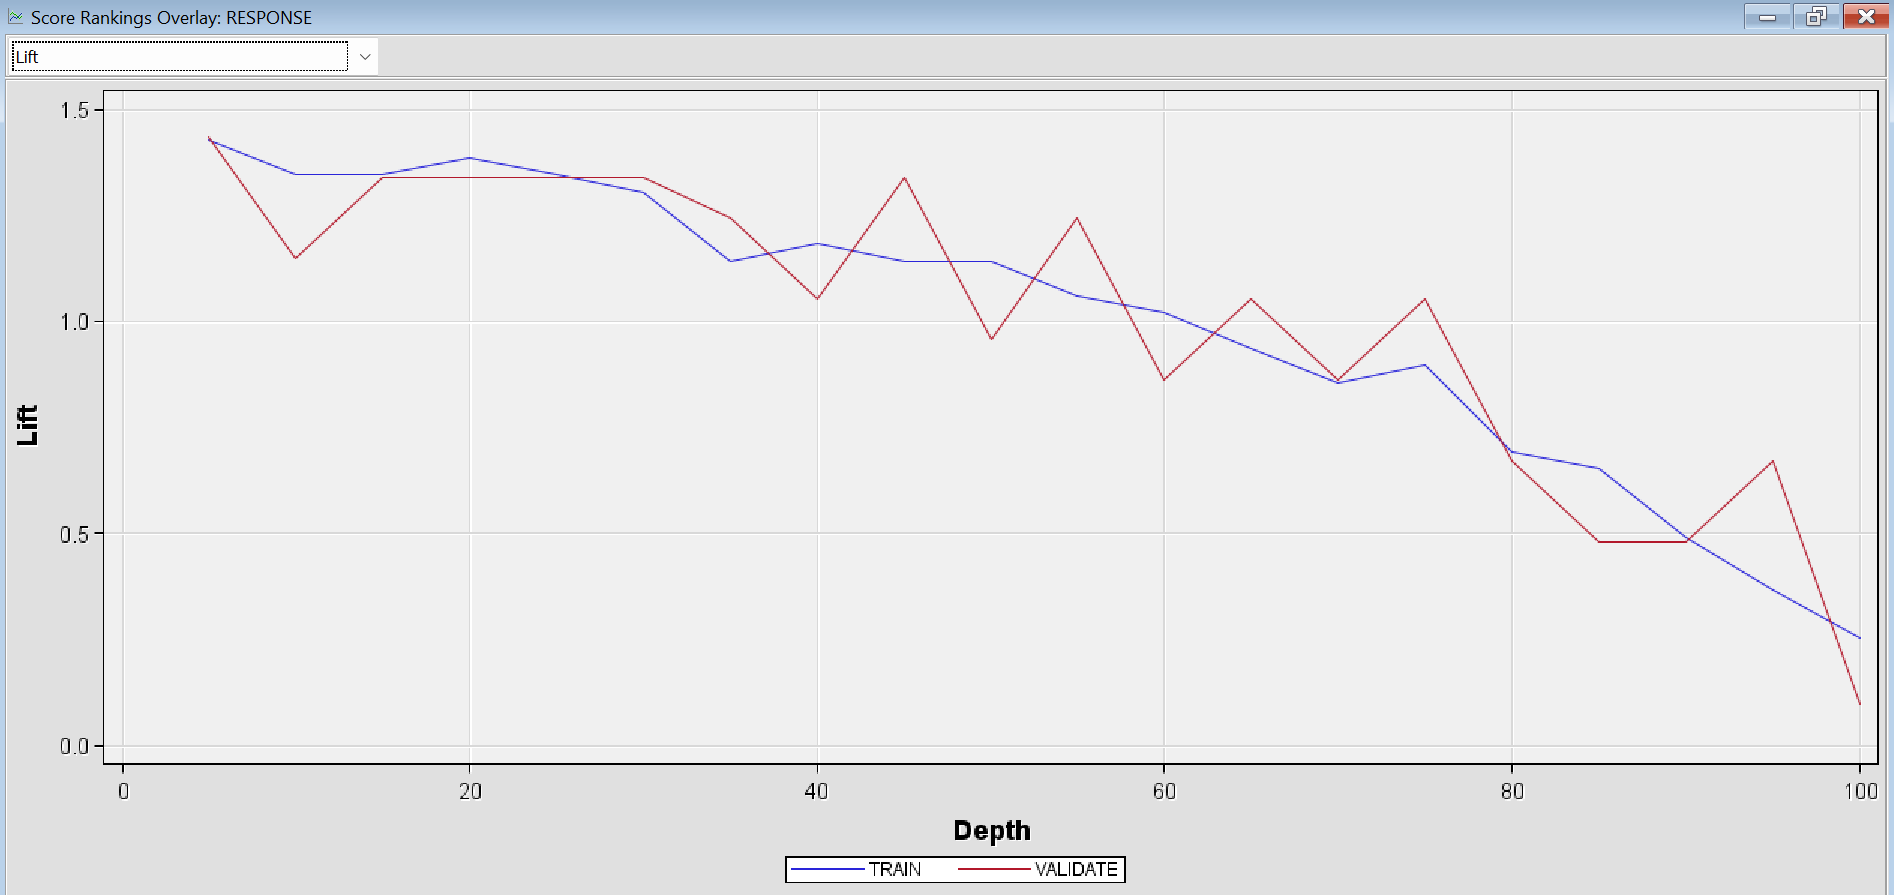 Score Rankings Overlay: RESPONSE
Lift
1.5
1.0
0.5
0.0
Lift
0 20 40 60 80 100
Depth
TRAIN VALIDATE